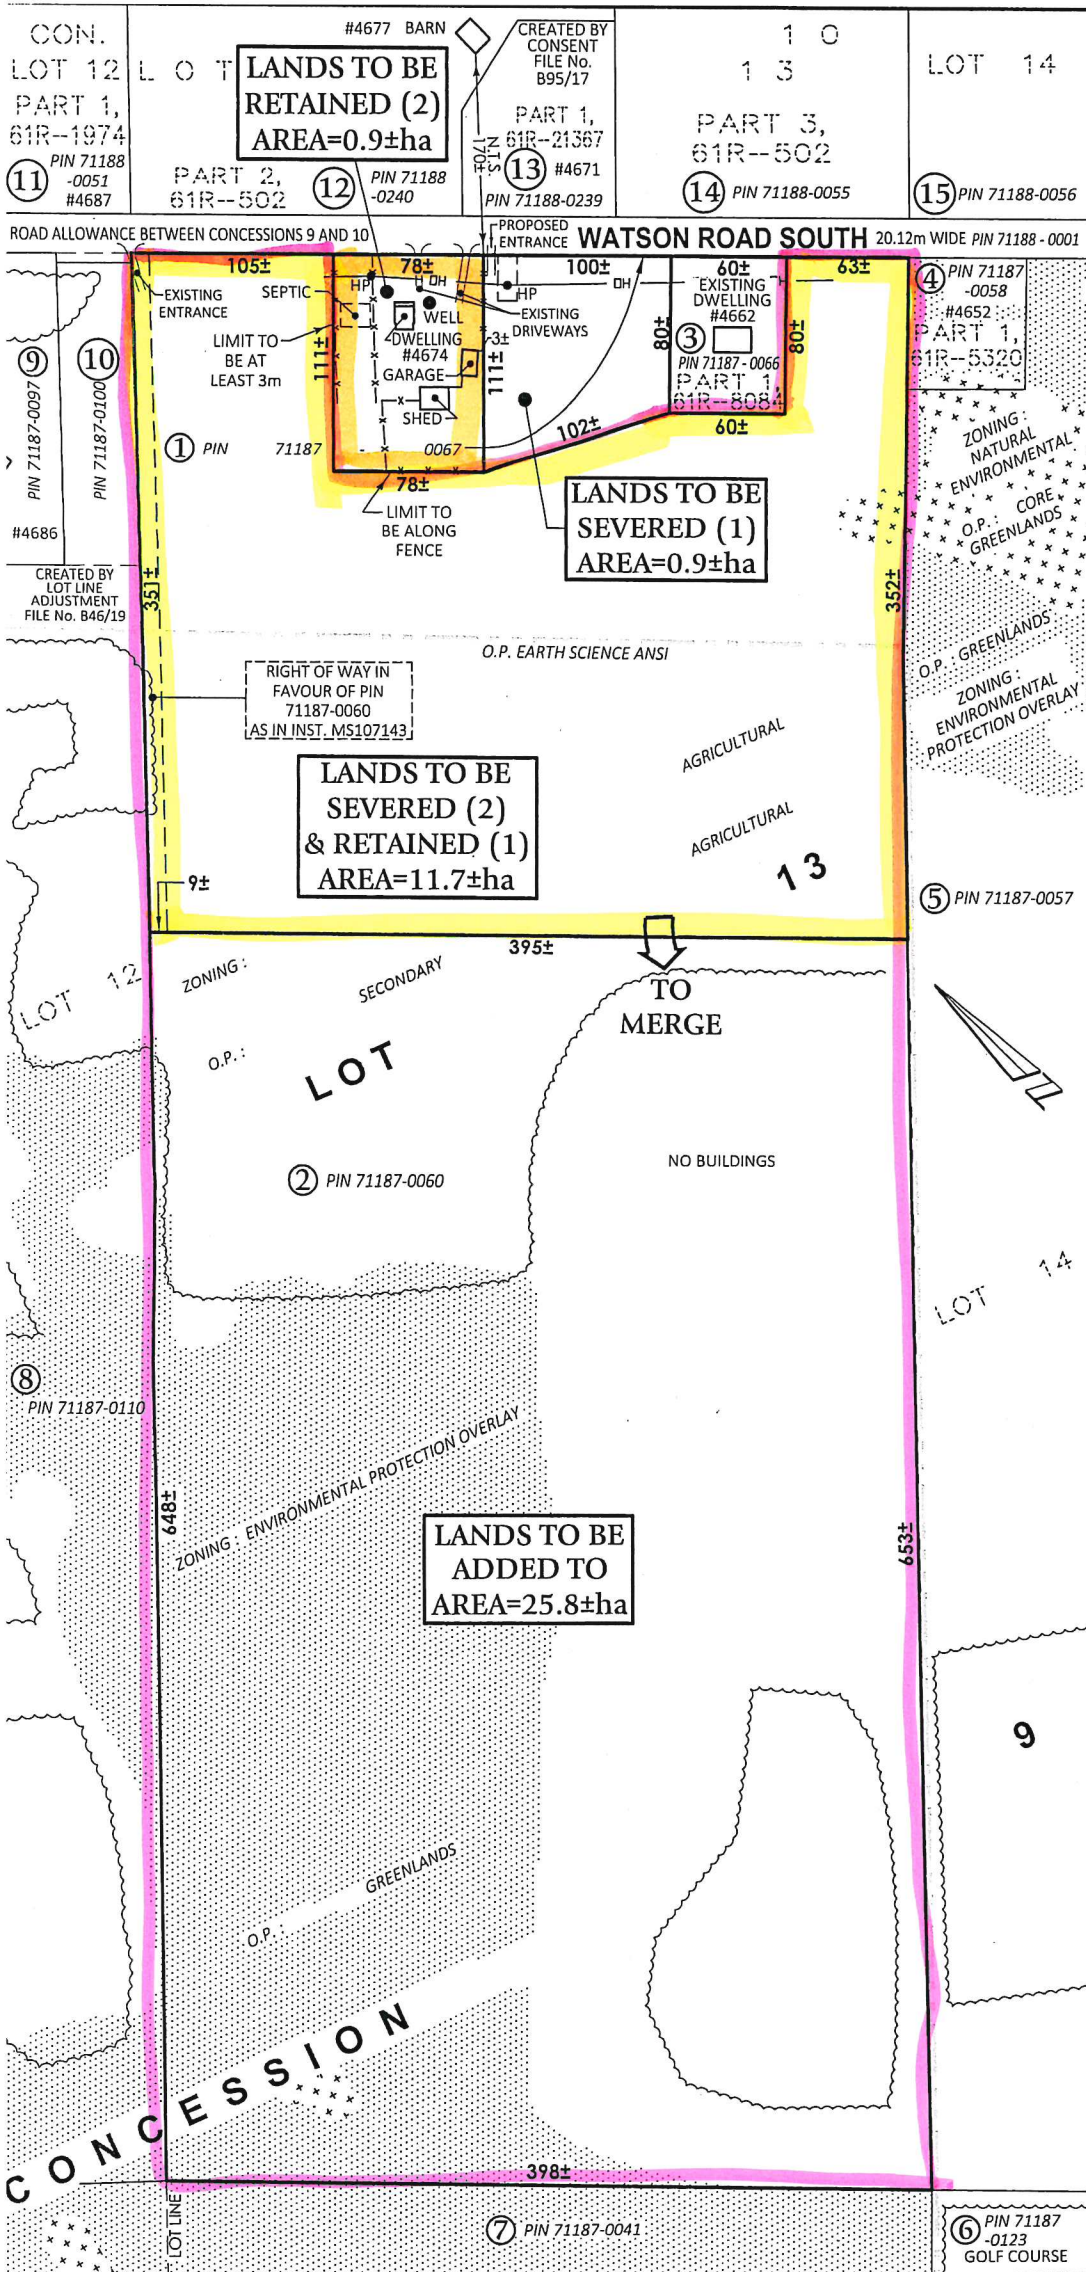 CON.
LOT 12
PART 1,
61R--1974
11 PIN 71188
-0051
#4687
L O T
#4677 BARN
LANDS TO BE
RETAINED (2)
AREA=0.9±ha
PART 2,
61R--502
12 PIN 71188
-0240
CREATED BY
CONSENT
FILE No.
B95/17
PART 1,
61R--21367
13 #4671
PIN 71188-0239
170±
N.T.S
1 0
1 3
PART 3,
61R--502
14 PIN 71188-0055
LOT 14
15 PIN 71188-0056
ROAD ALLOWANCE BETWEEN CONCESSIONS 9 AND 10
PROPOSED
ENTRANCE
WATSON ROAD SOUTH 20.12m WIDE PIN 71188 - 0001
105± 78± 100± 60± 63±
EXISTING
ENTRANCE
SEPTIC
HP
OH
HP
OH
WELL
EXISTING
DRIVEWAYS
DWELLING
#4674
3±
GARAGE
SHED
LIMIT TO
BE AT
LEAST 3m
111±
111±
80±
80±
EXISTING
DWELLING
#4662
3
PIN 71187-0066
PART 1,
61R--8084
60±
102±
4 PIN 71187
-0058
#4652
PART 1,
61R--5320
9
PIN 71187-0097
10
PIN 71187-0100
#4686
1 PIN 71187 - 0067
78±
LIMIT TO
BE ALONG
FENCE
LANDS TO BE
SEVERED (1)
AREA=0.9±ha
ZONING :
NATURAL
ENVIRONMENTAL
O.P. : CORE
GREENLANDS
CREATED BY
LOT LINE
ADJUSTMENT
FILE No. B46/19
351±
352±
O.P. EARTH SCIENCE ANSI
O.P. : GREENLANDS
ZONING :
ENVIRONMENTAL
PROTECTION OVERLAY
RIGHT OF WAY IN
FAVOUR OF PIN
71187-0060
AS IN INST. MS107143
AGRICULTURAL
AGRICULTURAL
LANDS TO BE
SEVERED (2)
& RETAINED (1)
AREA=11.7±ha
13
9±
5 PIN 71187-0057
395±
LOT 12
ZONING :
SECONDARY
O.P. :
LOT
TO
MERGE
2 PIN 71187-0060
NO BUILDINGS
LOT 14
8
PIN 71187-0110
648±
ZONING : ENVIRONMENTAL PROTECTION OVERLAY
LANDS TO BE
ADDED TO
AREA=25.8±ha
653±
9
O.P. : GREENLANDS
CONCESSION
398±
LOT LINE
7 PIN 71187-0041
6 PIN 71187
-0123
GOLF COURSE